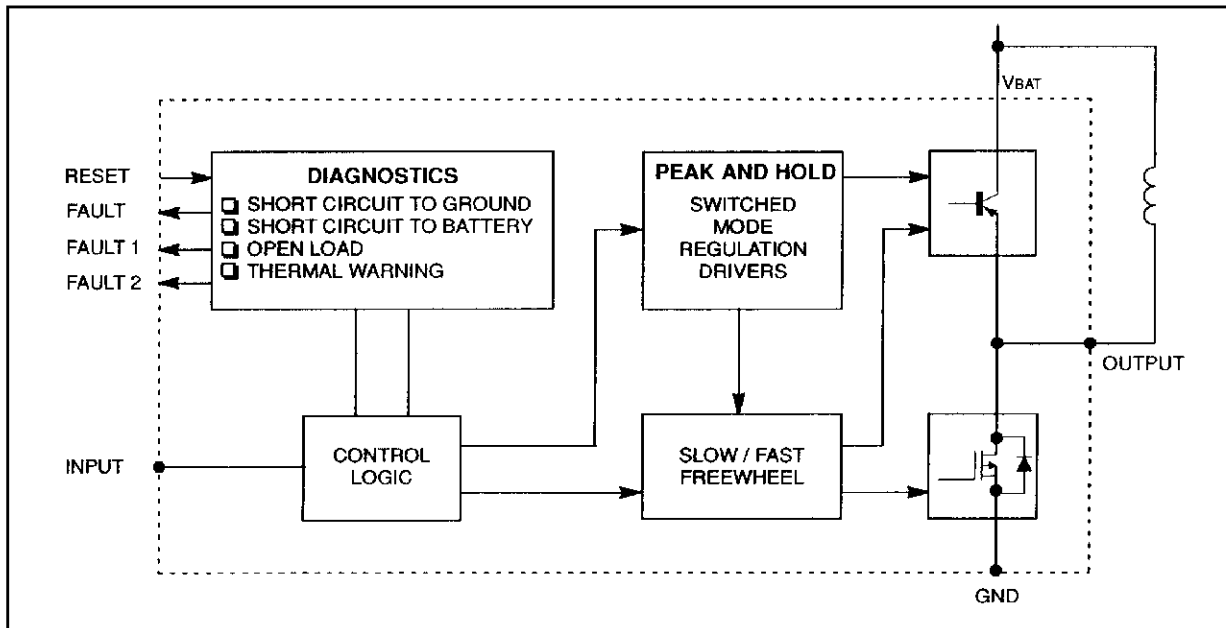 VBAT
RESET
FAULT
FAULT 1
FAULT 2
DIAGNOSTICS
❏ SHORT CIRCUIT TO GROUND
❏ SHORT CIRCUIT TO BATTERY
❏ OPEN LOAD
❏ THERMAL WARNING
PEAK AND HOLD
SWITCHED
MODE
REGULATION
DRIVERS
OUTPUT
INPUT
CONTROL
LOGIC
SLOW / FAST
FREEWHEEL
GND